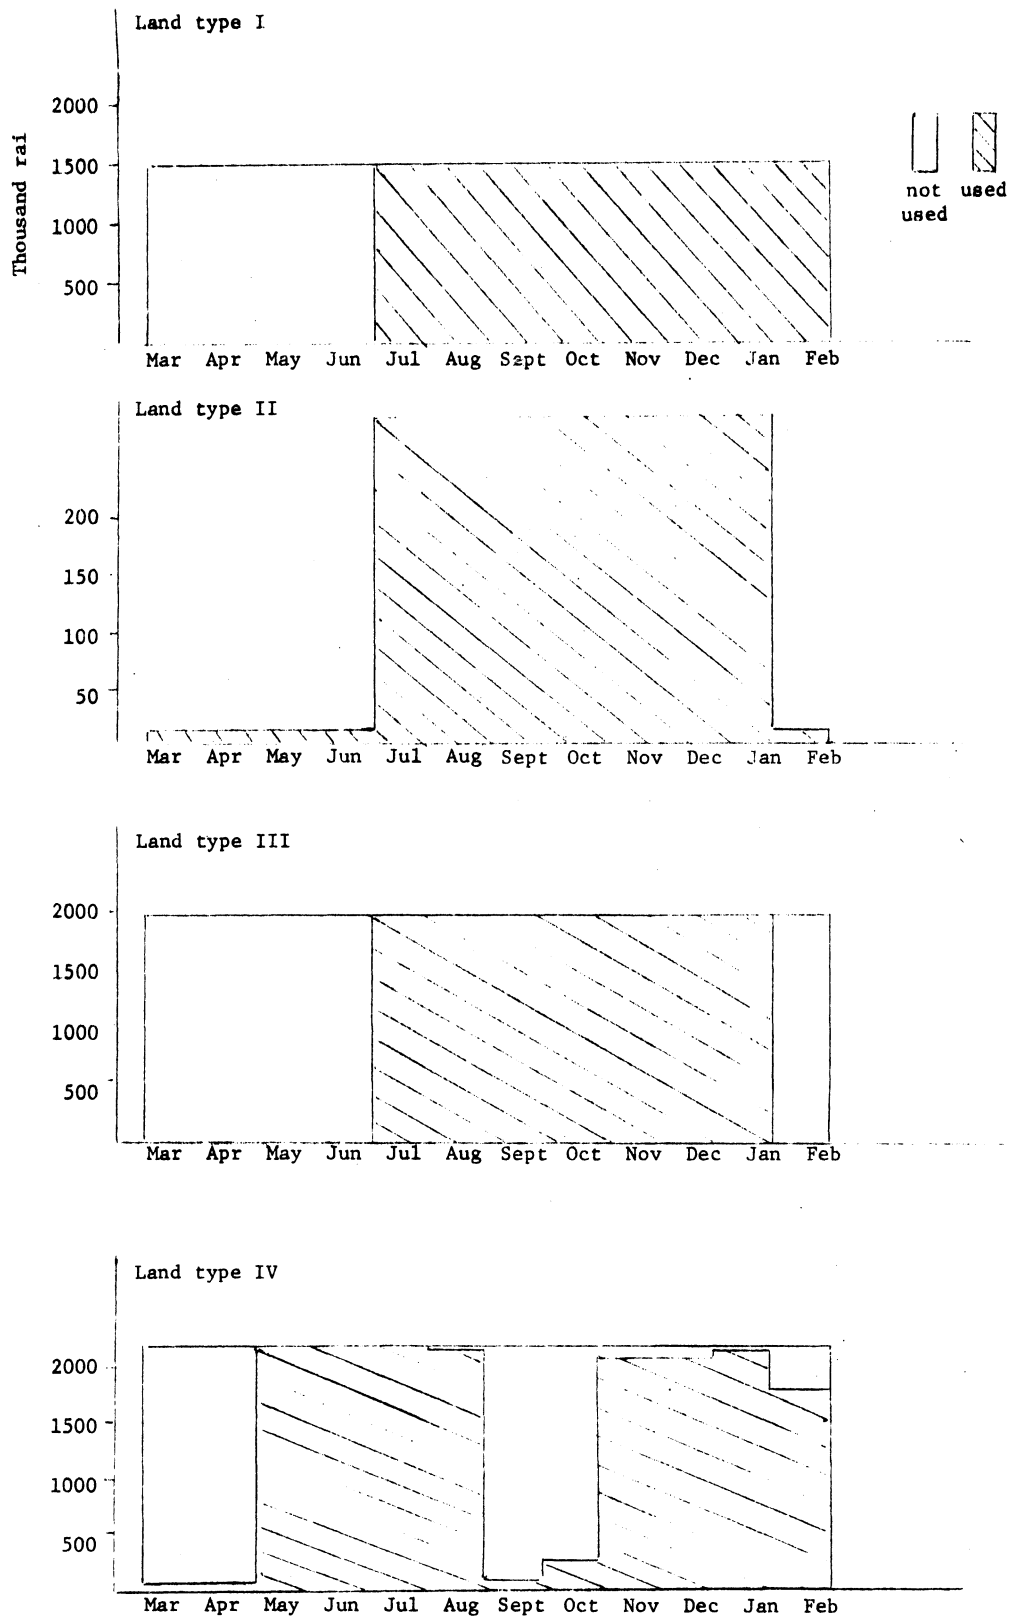 Land type I
Thousand rai
2000
1500
1000
500
not used
used
Mar Apr May Jun Jul Aug Sept Oct Nov Dec Jan Feb
Land type II
200
150
100
50
Mar Apr May Jun Jul Aug Sept Oct Nov Dec Jan Feb
Land type III
2000
1500
1000
500
Mar Apr May Jun Jul Aug Sept Oct Nov Dec Jan Feb
Land type IV
2000
1500
1000
500
Mar Apr May Jun Jul Aug Sept Oct Nov Dec Jan Feb